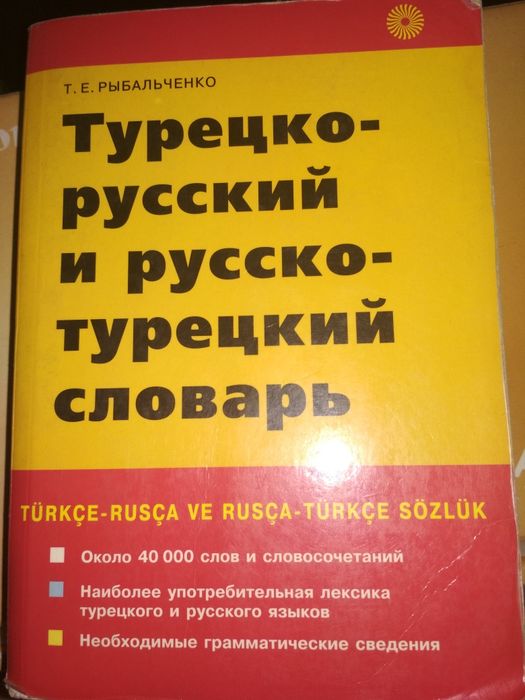 Т. Е. РЫБАЛЬЧЕНКО
Турецко-
русский
и русско-
турецкий
словарь
TÜRKÇE-RUSÇA VE RUSÇA-TÜRKÇE SÖZLÜK
Около 40 000 слов и словосочетаний
Наиболее употребительная лексика
турецкого и русского языков
Необходимые грамматические сведения